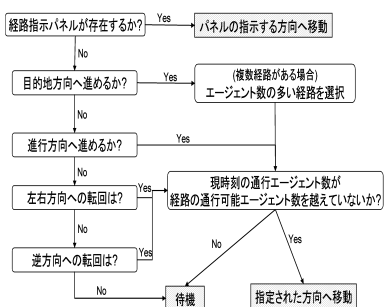 経路指示パネルが存在するか?
Yes
パネルの指示する方向へ移動
No
目的地方向へ進めるか?
Yes
(複数経路がある場合)
エージェント数の多い経路を選択
No
進行方向へ進めるか?
Yes
No
左右方向への転回は?
Yes
現時刻の通行エージェント数が
経路の通行可能エージェント数を越えていないか?
No
逆方向への転回は?
Yes
No
Yes
No
待機
指定された方向へ移動